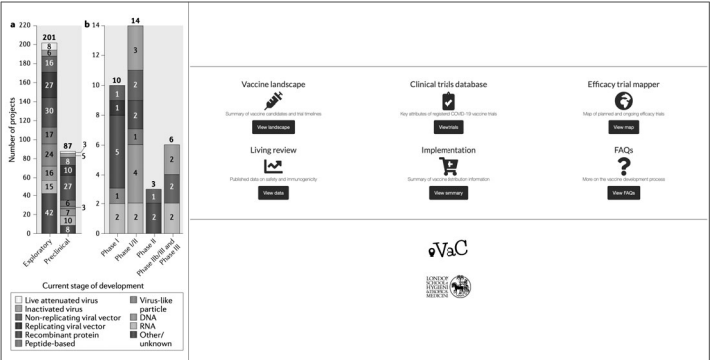 a
b
Number of projects
220
200
180
160
140
120
100
80
60
40
20
0
201
8
6
16
27
30
17
24
16
15
42
87
3
5
8
10
27
6
3
7
10
8
14
12
10
8
6
4
2
0
10
1
1
5
1
2
14
3
2
2
1
4
2
3
1
2
6
2
2
2
Exploratory
Preclinical
Phase I
Phase I/II
Phase II
Phase IIb/III and
Phase III
Current stage of development
Live attenuated virus
Inactivated virus
Non-replicating viral vector
Replicating viral vector
Recombinant protein
Peptide-based
Virus-like
particle
DNA
RNA
Other/
unknown
Vaccine landscape
Summary of vaccine candidates and trial timelines
View landscape
Clinical trials database
Key attributes of registered COVID-19 vaccine trials
View trials
Efficacy trial mapper
Map of planned and ongoing efficacy trials
View map
Living review
Published data on safety and immunogenicity
View data
Implementation
Summary of vaccine distribution information
View summary
FAQs
More on the vaccine development process
View FAQs
VaC
LONDON
SCHOOL of
HYGIENE
&TROPICAL
MEDICINE